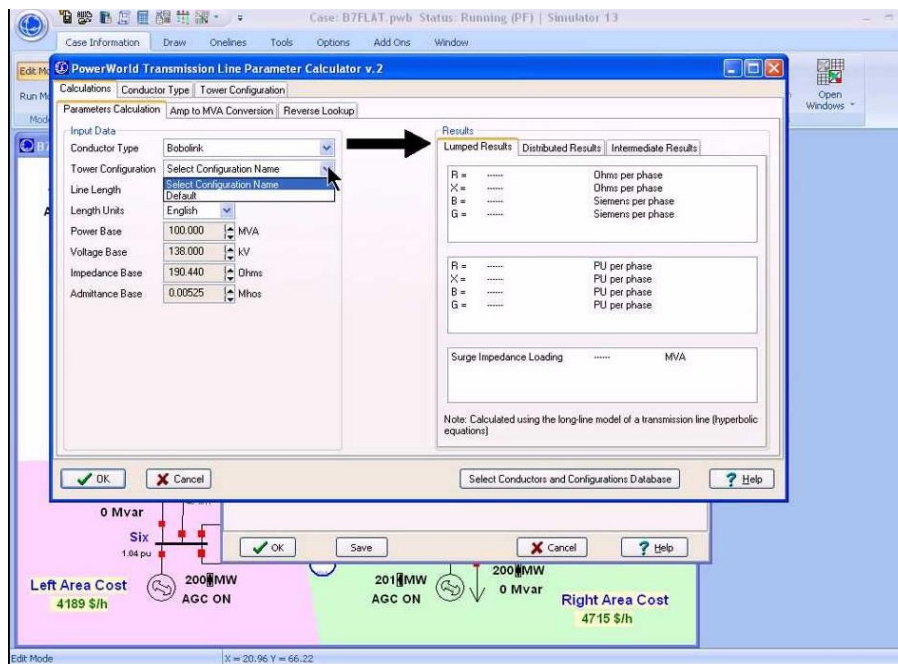 Case: B7FLAT.pwb Status: Running (PF) | Simulator 13
Case Information Draw Onelines Tools Options Add Ons Window
Edit Mo
Run Mo
Mod
Open
Windows
PowerWorld Transmission Line Parameter Calculator v.2
Calculations Conductor Type Tower Configuration
Parameters Calculation Amp to MVA Conversion Reverse Lookup
Input Data
Conductor Type Bobolink
Tower Configuration Select Configuration Name
Select Configuration Name
Line Length Default
Length Units English
Power Base 100.000 MVA
Voltage Base 138.000 kV
Impedance Base 190.440 Ohms
Admittance Base 0.00525 Mhos
Results
Lumped Results Distributed Results Intermediate Results
R = ------ Ohms per phase
X = ------ Ohms per phase
B = ------ Siemens per phase
G = ------ Siemens per phase
R = ------ PU per phase
X = ------ PU per phase
B = ------ PU per phase
G = ------ PU per phase
Surge Impedance Loading ------ MVA
Note: Calculated using the long-line model of a transmission line (hyperbolic
equations)
OK Cancel Select Conductors and Configurations Database ? Help
0 Mvar
Six
1.04 pu
OK Save Cancel ? Help
200 MW
AGC ON
201 MW
AGC ON
200 MW
0 Mvar
Left Area Cost
4189 $/h
Right Area Cost
4715 $/h
Edit Mode X = 20.96 Y = 66.22